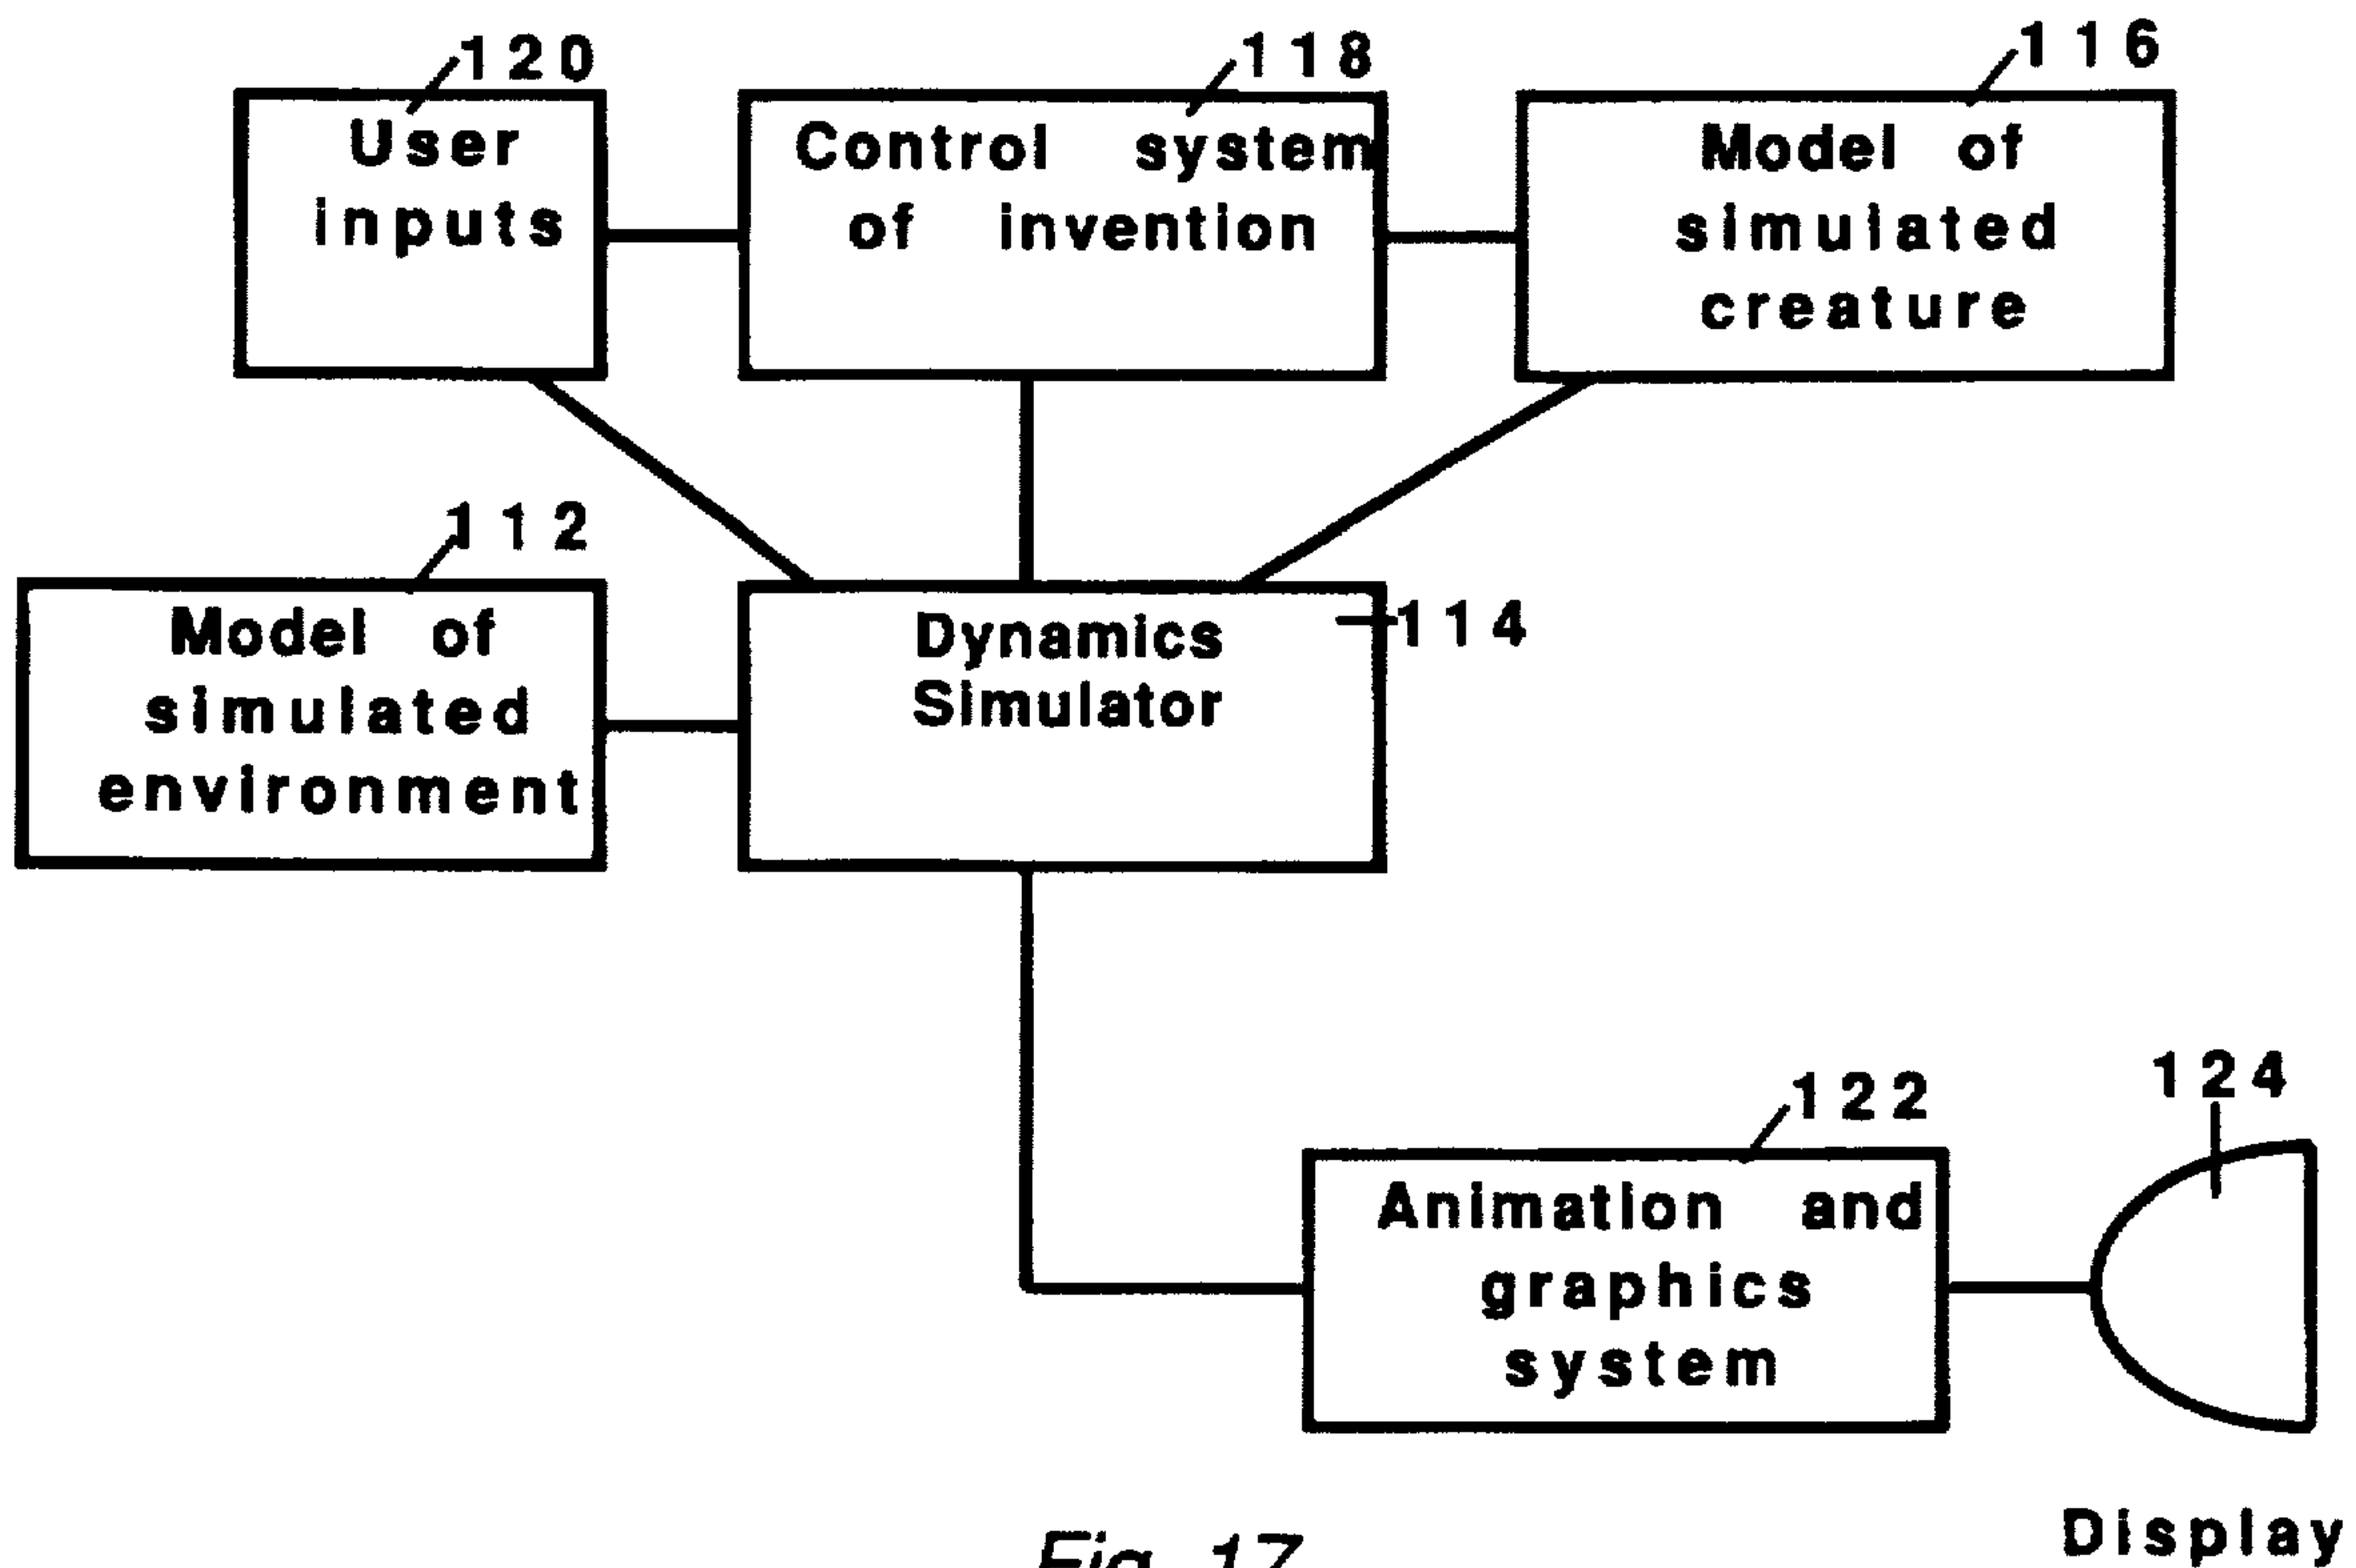 120
118
116
User
inputs
Control system
of invention
Model of
simulated
creature
112
Model of
simulated
environment
Dynamics
Simulator
114
122
124
Animation and
graphics
system
Display
Fig. 17